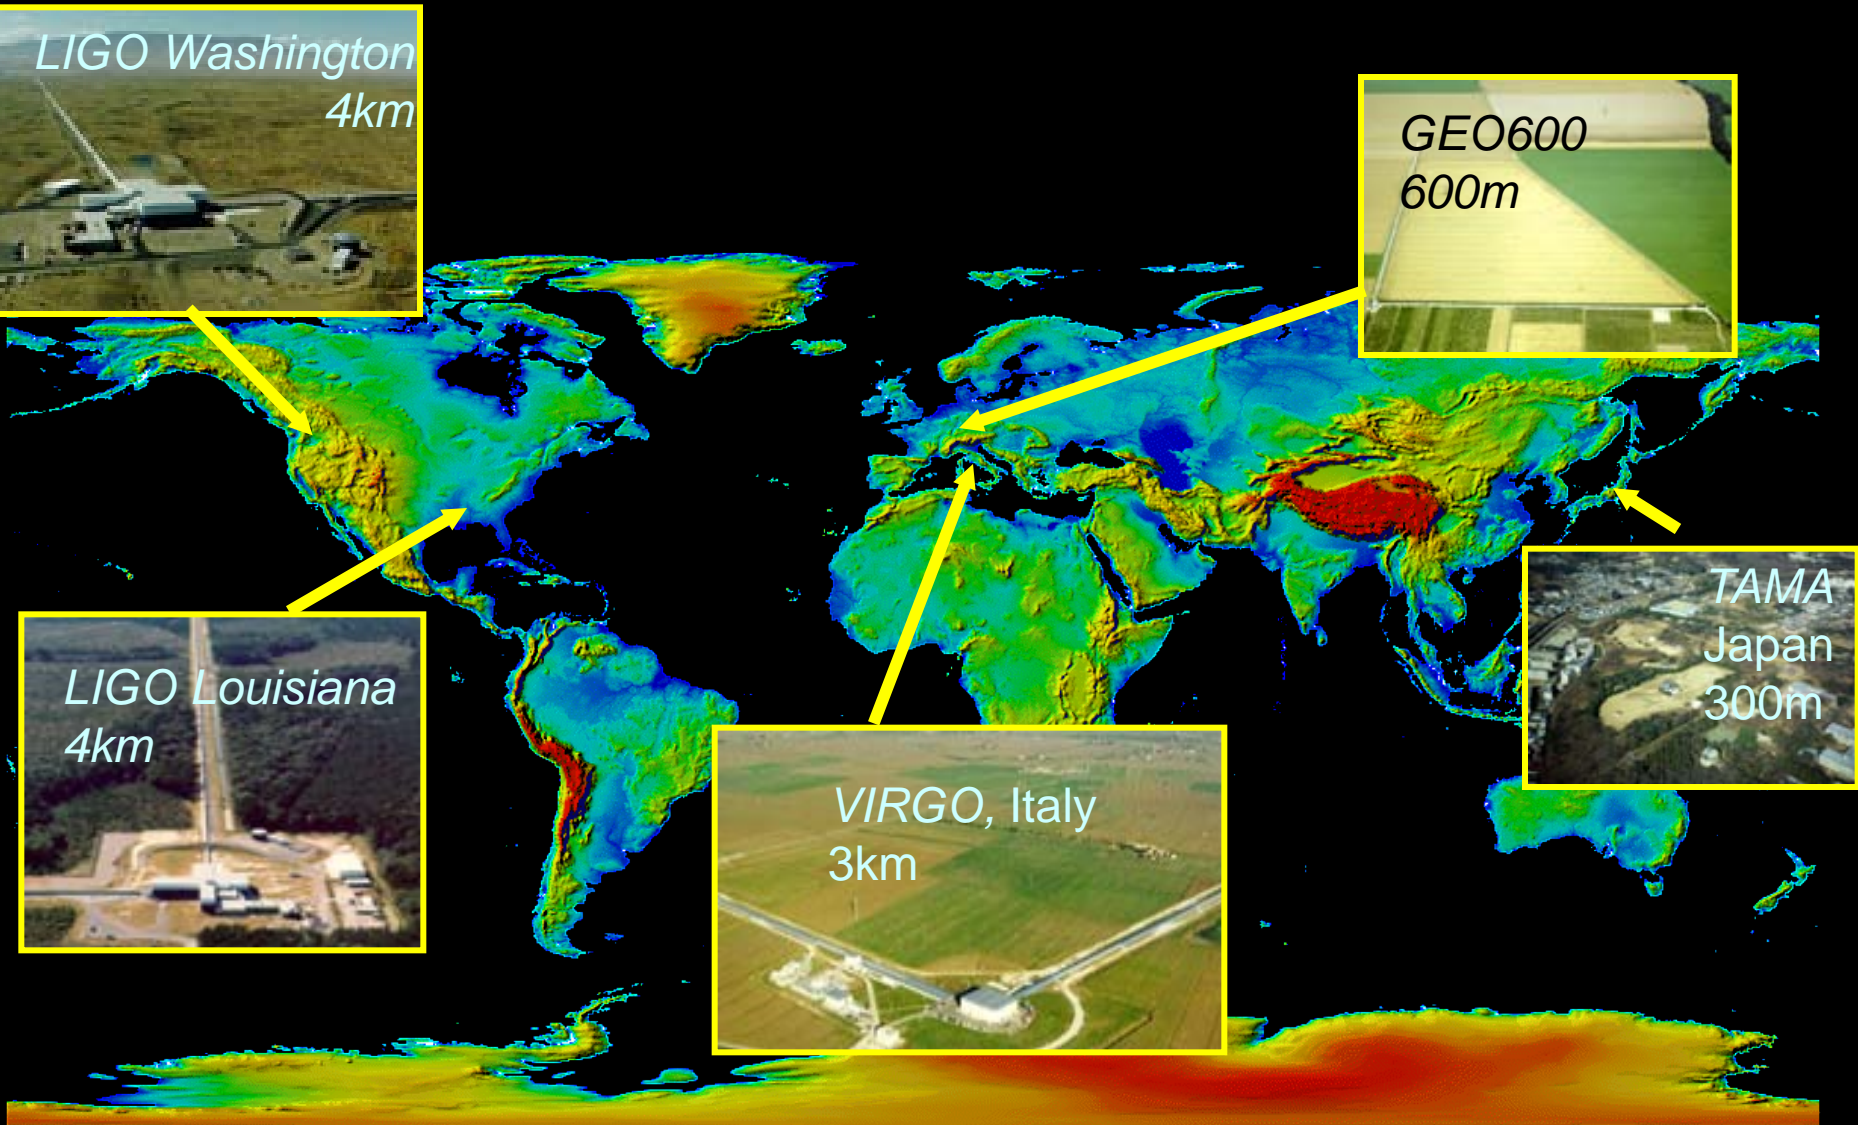 LIGO Washington
4km
GEO600
600m
TAMA
Japan
300m
LIGO Louisiana
4km
VIRGO, Italy
3km